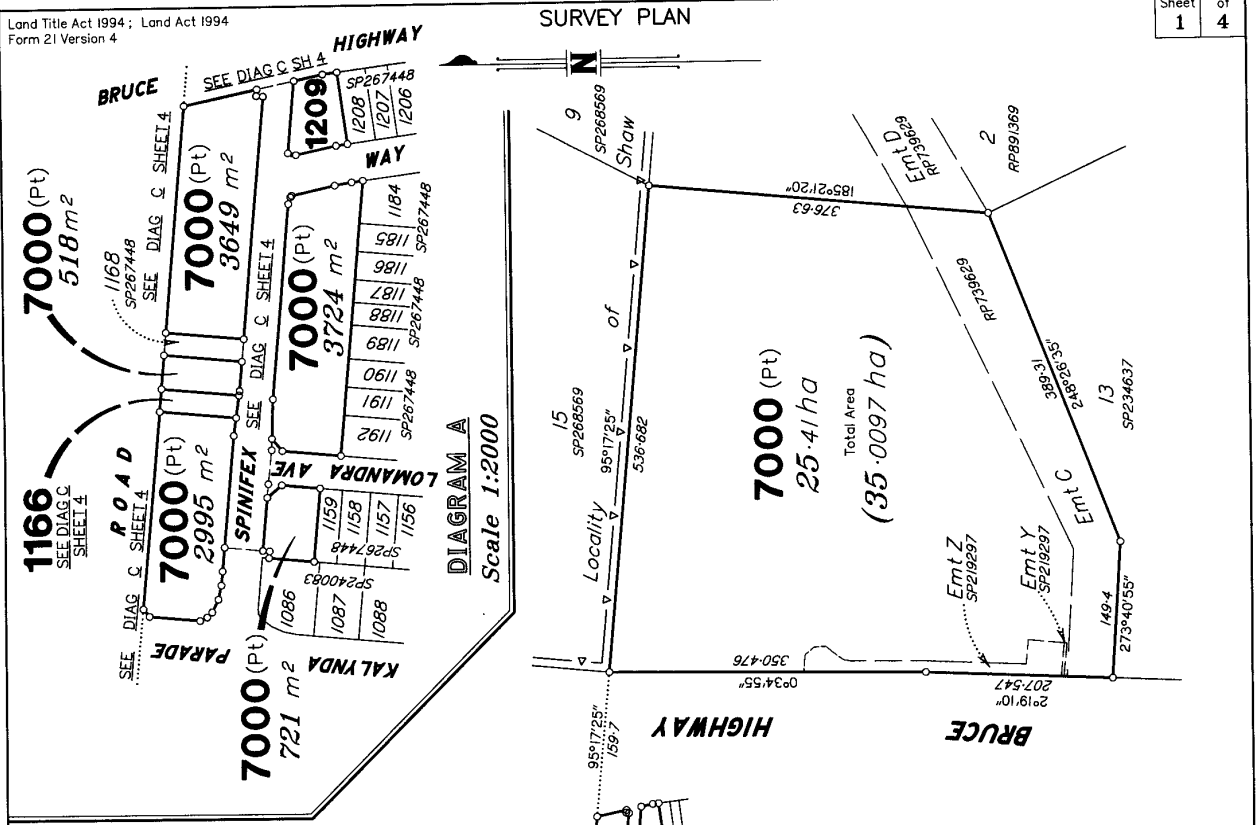 Land Title Act 1994 ; Land Act 1994
Form 21 Version 4
SURVEY PLAN
Sheet
1
of
4
BRUCE
HIGHWAY
SEE DIAG C SH 4
N
1209
SP267448
1208
1207
1206
WAY
7000 (Pt)
518m²
1168
SP267448
SEE DIAG C SHEET 4
7000 (Pt)
3649 m²
SEE DIAG C SHEET 4
7000 (Pt)
3724 m²
1184
1185
1186
1187
1188
1189
1190
1191
1192
SP267448
SP267448
SP267448
1166
SEE DIAG C
SHEET 4
ROAD
SEE DIAG C SHEET 4
7000 (Pt)
2995 m²
SPINIFEX
AVE
LOMANDRA
PARADE
KALYNDA
1159
1158
1157
1156
SP267448
SP240083
1086
1087
1088
7000 (Pt)
721 m²
DIAGRAM A
Scale 1:2000
9
SP268569
Shaw
of
Locality
15
SP268569
95°17'25"
536·682
376·63
185°21'20"
Emt D
RP739629
2
RP891369
RP739629
7000 (Pt)
25·41 ha
Total Area
(35·0097 ha)
389·31
248°26'35"
13
SP234637
Emt C
Emt Z
SP219297
Emt Y
SP219297
149·4
273°40'55"
350·476
0°34'55"
207·547
2°19'10"
95°17'25"
159·7
HIGHWAY
BRUCE